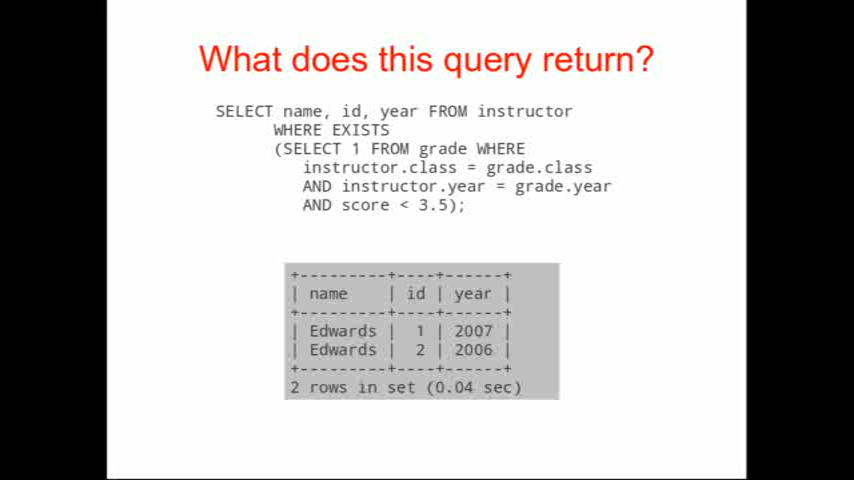 What does this query return?
SELECT name, id, year FROM instructor
WHERE EXISTS
(SELECT 1 FROM grade WHERE
instructor.class = grade.class
AND instructor.year = grade.year
AND score < 3.5);
+---------+----+------+
| name    | id | year |
+---------+----+------+
| Edwards |  1 | 2007 |
| Edwards |  2 | 2006 |
+---------+----+------+
2 rows in set (0.04 sec)